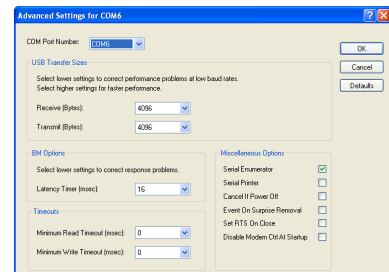 Advanced Settings for COM6
COM Port Number: COM6
OK
Cancel
Defaults
USB Transfer Sizes
Select lower settings to correct performance problems at low baud rates.
Select higher settings for faster performance.
Receive (Bytes): 4096
Transmit (Bytes): 4096
BM Options
Select lower settings to correct response problems.
Latency Timer (msec): 16
Timeouts
Minimum Read Timeout (msec): 0
Minimum Write Timeout (msec): 0
Miscellaneous Options
Serial Enumerator
Serial Printer
Cancel If Power Off
Event On Surprise Removal
Set RTS On Close
Disable Modem Ctrl At Startup